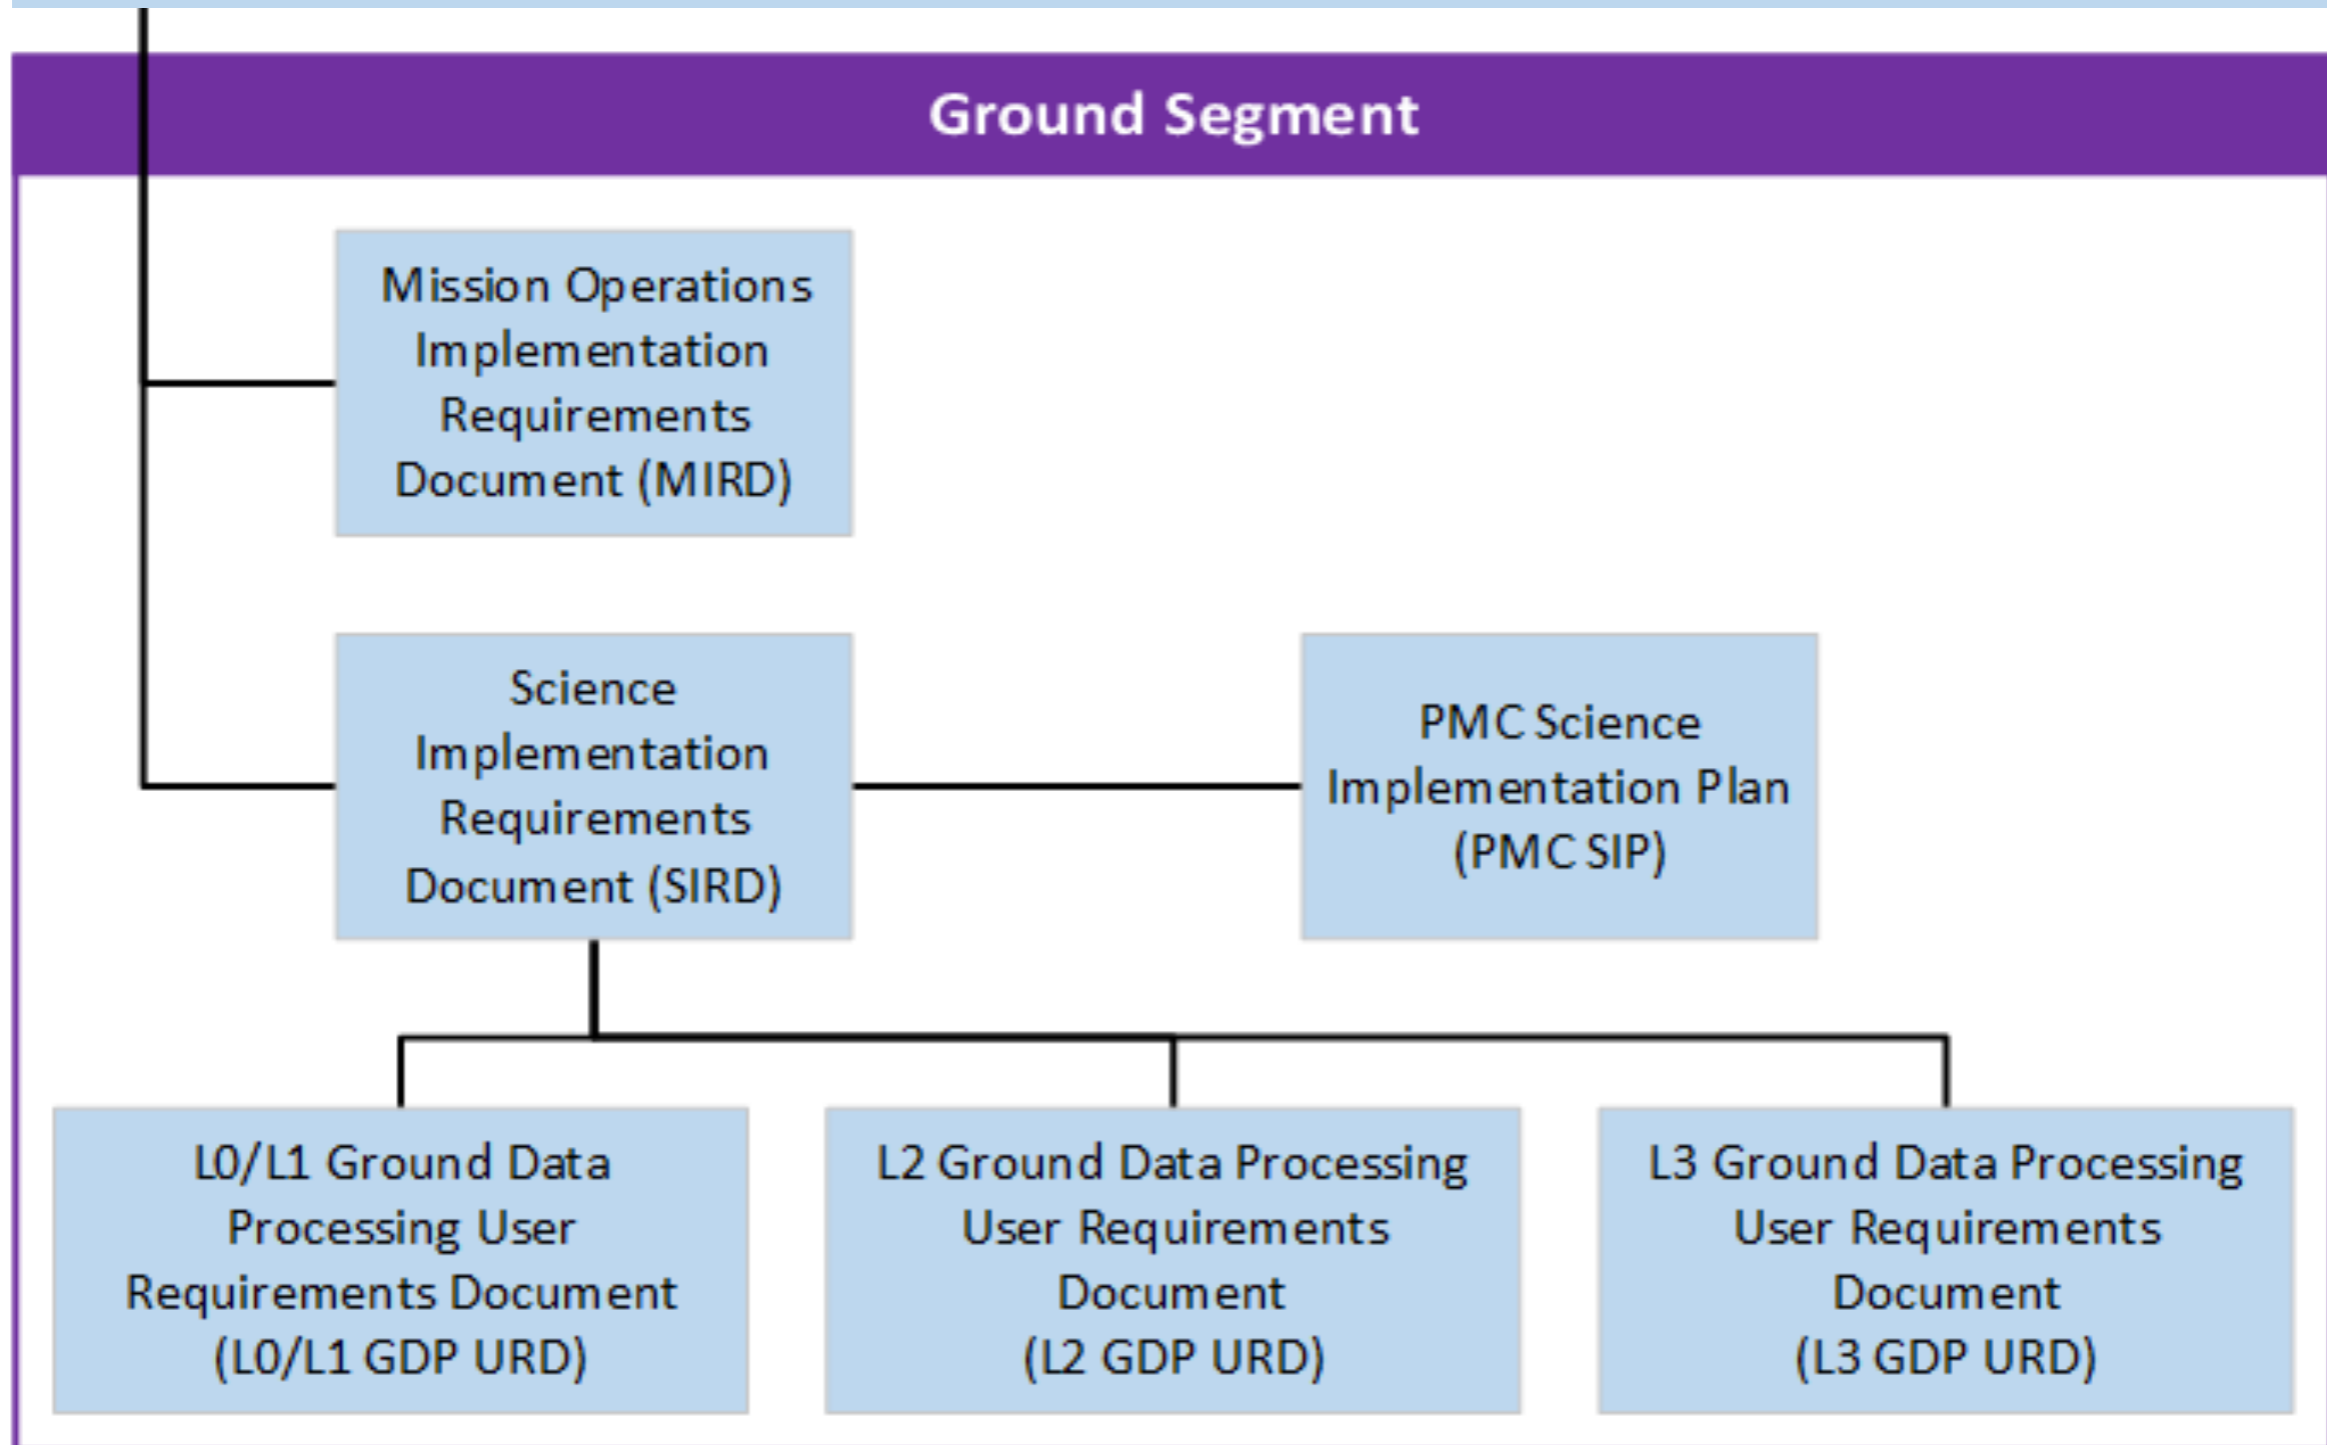 Ground Segment
Mission Operations
Implementation
Requirements
Document (MIRD)
Science
Implementation
Requirements
Document (SIRD)
PMC Science
Implementation Plan
(PMC SIP)
L0/L1 Ground Data
Processing User
Requirements Document
(L0/L1 GDP URD)
L2 Ground Data Processing
User Requirements
Document
(L2 GDP URD)
L3 Ground Data Processing
User Requirements
Document
(L3 GDP URD)